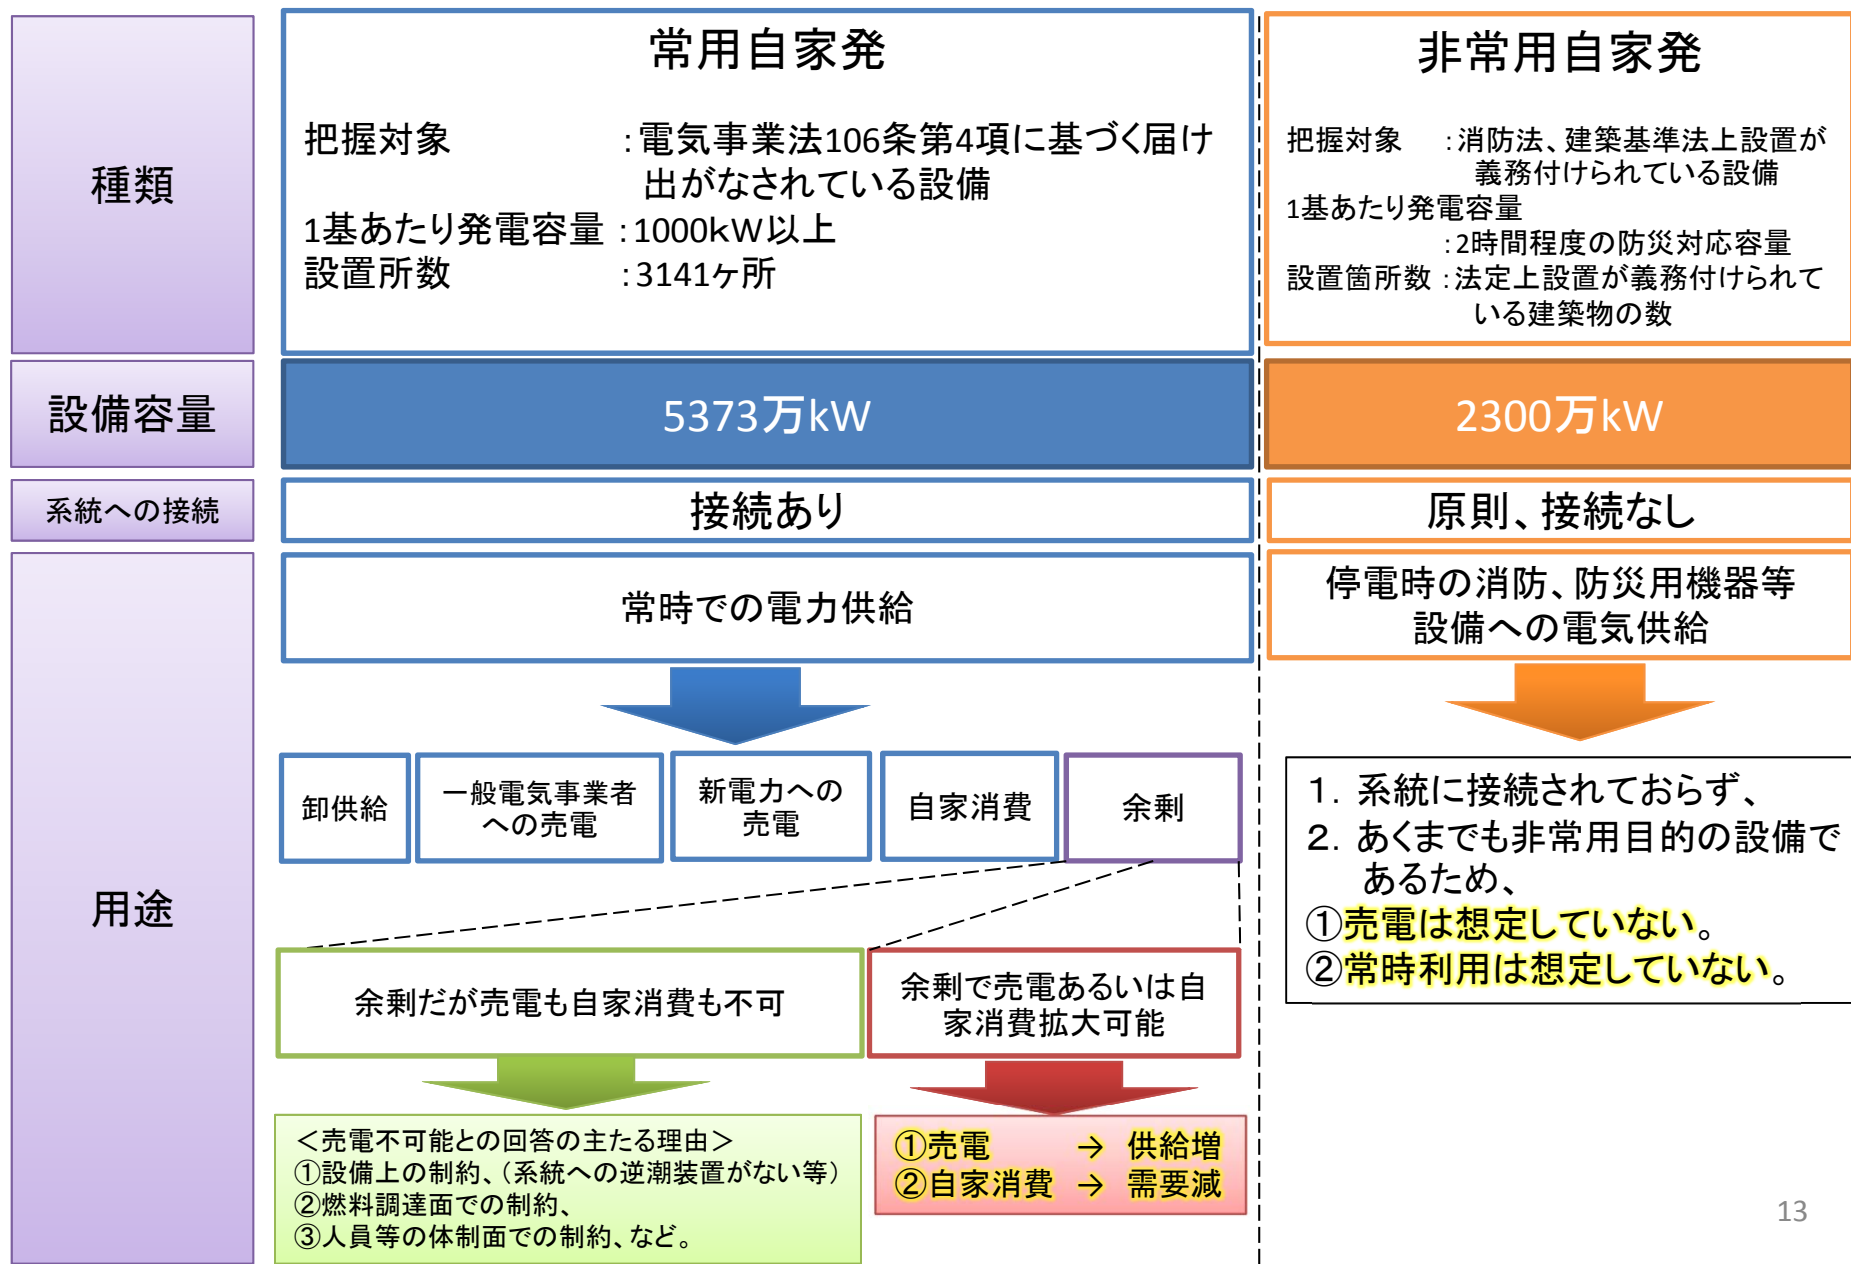 種類
常用自家発
把握対象 :電気事業法106条第4項に基づく届け
出がなされている設備
1基あたり発電容量 :1000kW以上
設置所数 :3141ヶ所
非常用自家発
把握対象 :消防法、建築基準法上設置が
義務付けられている設備
1基あたり発電容量
:2時間程度の防災対応容量
設置箇所数 :法定上設置が義務付けられて
いる建築物の数
設備容量
5373万kW
2300万kW
系統への接続
接続あり
原則、接続なし
用途
常時での電力供給
停電時の消防、防災用機器等
設備への電気供給
卸供給
一般電気事業者
への売電
新電力への
売電
自家消費
余剰
1. 系統に接続されておらず、
2. あくまでも非常用目的の設備で
あるため、
①売電は想定していない。
②常時利用は想定していない。
余剰だが売電も自家消費も不可
余剰で売電あるいは自
家消費拡大可能
<売電不可能との回答の主たる理由>
①設備上の制約、(系統への逆潮装置がない等)
②燃料調達面での制約、
③人員等の体制面での制約、など。
①売電 → 供給増
②自家消費 → 需要減
13